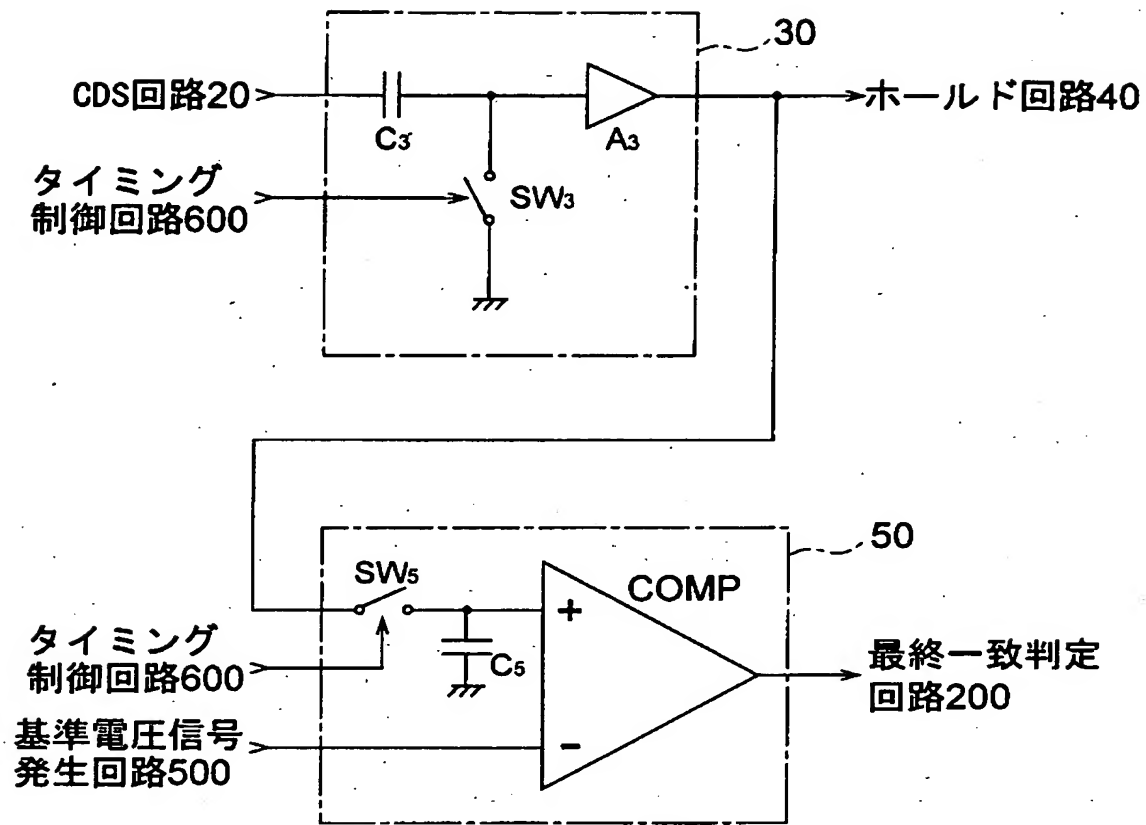 30
CDS回路20
C3
A3
ホールド回路40
タイミング
制御回路600
SW3
50
SW5
COMP
+
C5
タイミング
制御回路600
最終一致判定
回路200
基準電圧信号
発生回路500
-